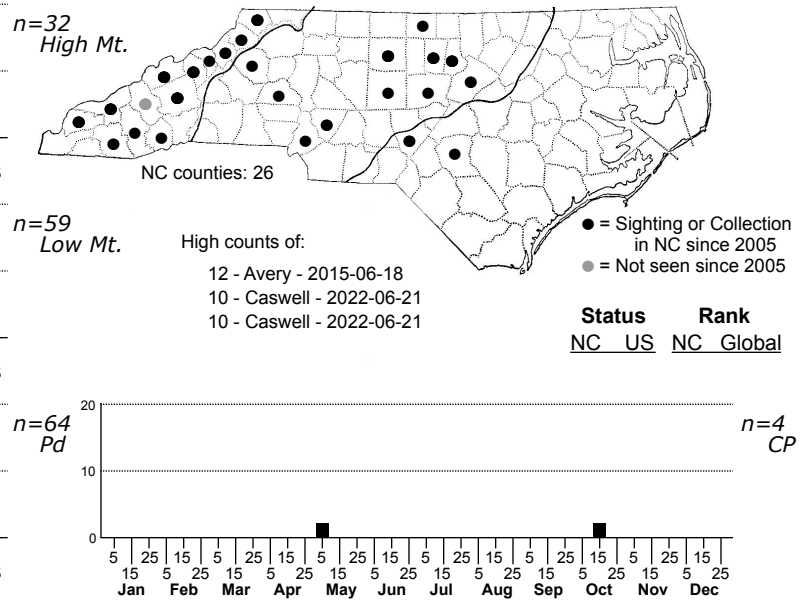 n=32
High Mt.
NC counties: 26
n=59
Low Mt.
High counts of:
12 - Avery - 2015-06-18
10 - Caswell - 2022-06-21
10 - Caswell - 2022-06-21
= Sighting or Collection
in NC since 2005
= Not seen since 2005
Status Rank
NC US NC Global
n=64
Pd
n=4
CP
20
10
0
5 25 15 5 25 15 5 25 15 5 25 15 5 25 15 5 25 15
15 5 25 15 5 25 15 5 25 15 5 25 15 5 25 15 5 25
Jan Feb Mar Apr May Jun Jul Aug Sep Oct Nov Dec